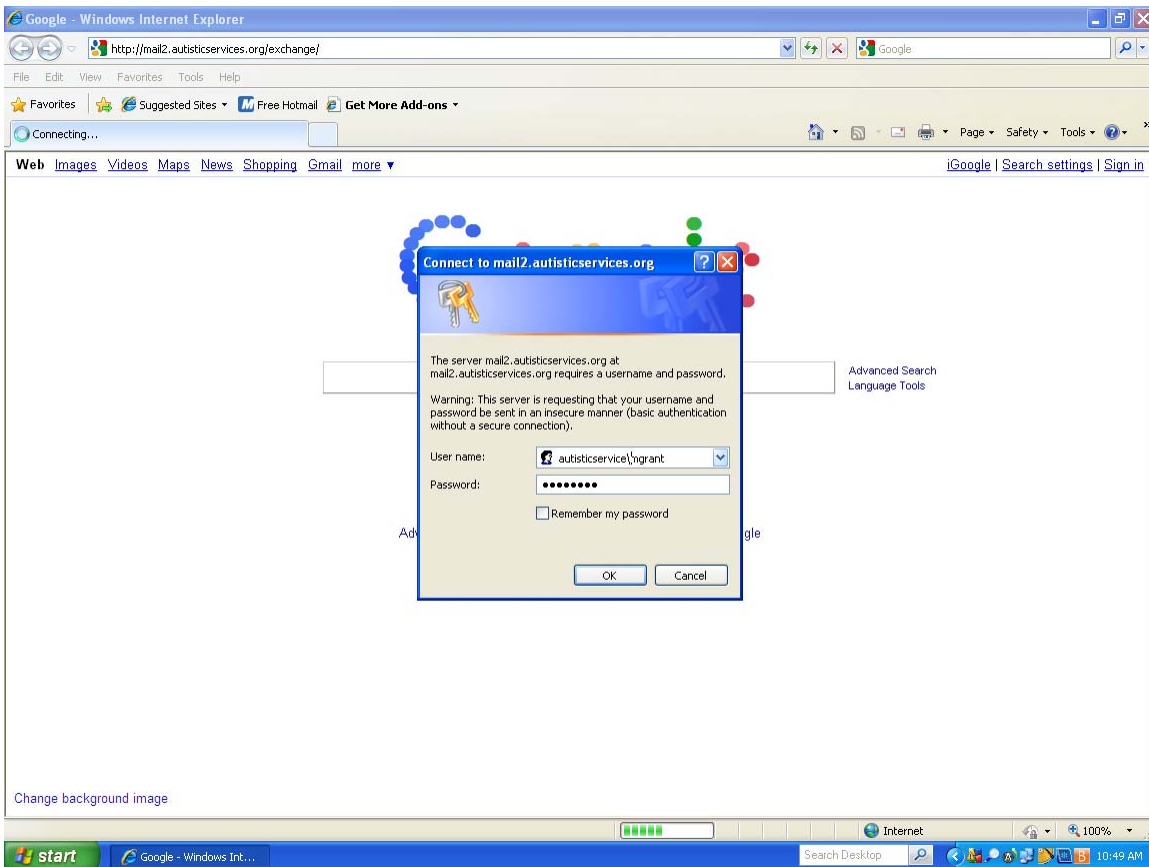 Google - Windows Internet Explorer
http://mail2.autisticservices.org/exchange/
Google
File Edit View Favorites Tools Help
Favorites Suggested Sites Free Hotmail Get More Add-ons
Connecting...
Page Safety Tools
Web Images Videos Maps News Shopping Gmail more
iGoogle | Search settings | Sign in
Connect to mail2.autisticservices.org
The server mail2.autisticservices.org at
mail2.autisticservices.org requires a username and password.
Warning: This server is requesting that your username and
password be sent in an insecure manner (basic authentication
without a secure connection).
User name:
Password: ••••••••
Remember my password
OK Cancel
Advanced Search
Language Tools
Change background image
Internet 100%
start Google - Windows Int... Search Desktop 10:49 AM